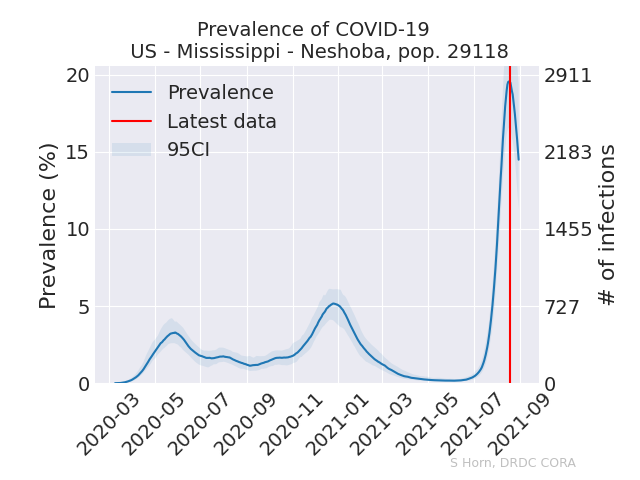 Prevalence of COVID-19
US - Mississippi - Neshoba, pop. 29118
Prevalence
Latest data
95CI
Prevalence (%)
20
15
10
5
0
2911
2183
1455
727
0
# of infections
2020-03
2020-05
2020-07
2020-09
2020-11
2021-01
2021-03
2021-05
2021-07
2021-09
S Horn, DRDC CORA